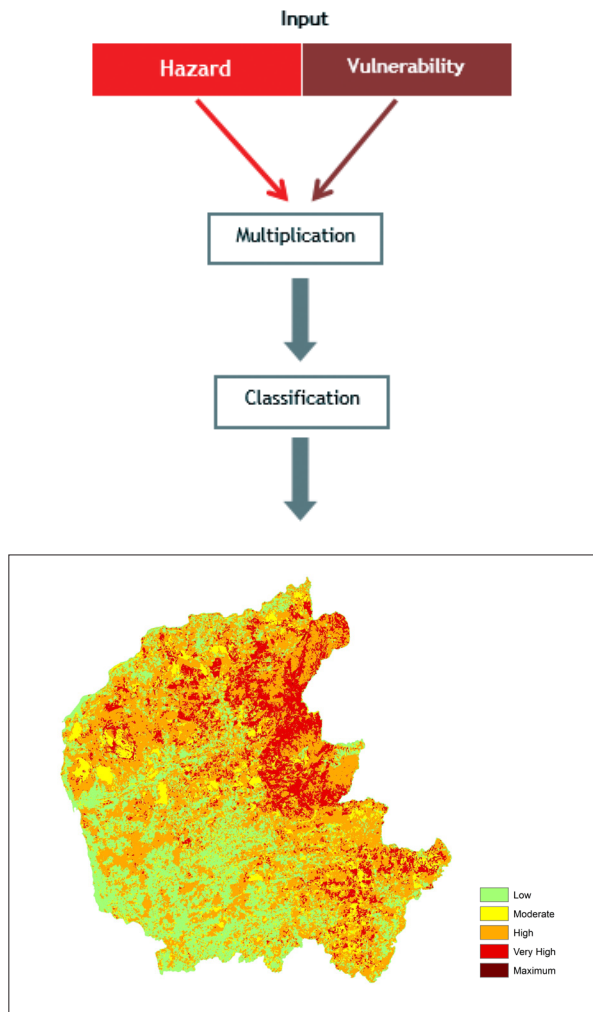 Input
Hazard
Vulnerability
Multiplication
Classification
Low
Moderate
High
Very High
Maximum